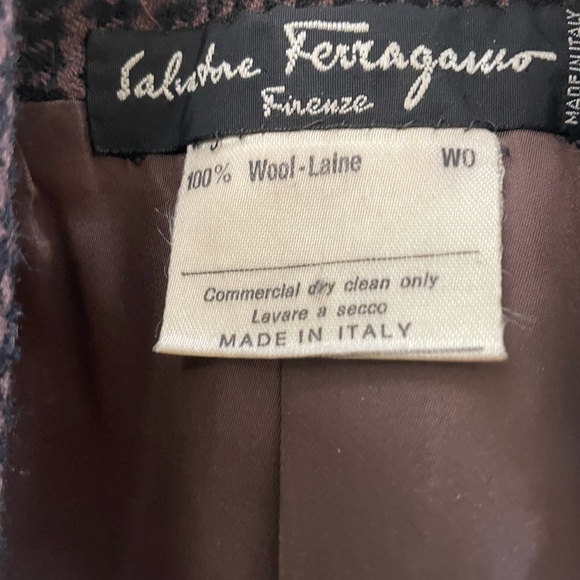 Salvatore Ferragamo
Firenze
MADE IN ITALY
100% Wool-Laine WO
Commercial dry clean only
Lavare a secco
MADE IN ITALY